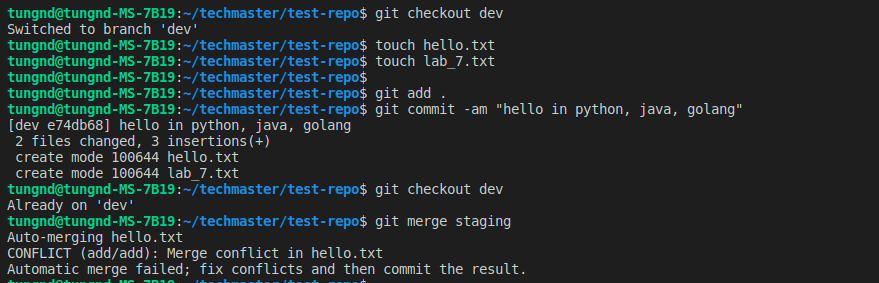 tungnd@tungnd-MS-7B19:~/techmaster/test-repo$ git checkout dev
Switched to branch 'dev'
tungnd@tungnd-MS-7B19:~/techmaster/test-repo$ touch hello.txt
tungnd@tungnd-MS-7B19:~/techmaster/test-repo$ touch lab_7.txt
tungnd@tungnd-MS-7B19:~/techmaster/test-repo$
tungnd@tungnd-MS-7B19:~/techmaster/test-repo$ git add .
tungnd@tungnd-MS-7B19:~/techmaster/test-repo$ git commit -am "hello in python, java, golang"
[dev e74db68] hello in python, java, golang
 2 files changed, 3 insertions(+)
 create mode 100644 hello.txt
 create mode 100644 lab_7.txt
tungnd@tungnd-MS-7B19:~/techmaster/test-repo$ git checkout dev
Already on 'dev'
tungnd@tungnd-MS-7B19:~/techmaster/test-repo$ git merge staging
Auto-merging hello.txt
CONFLICT (add/add): Merge conflict in hello.txt
Automatic merge failed; fix conflicts and then commit the result.